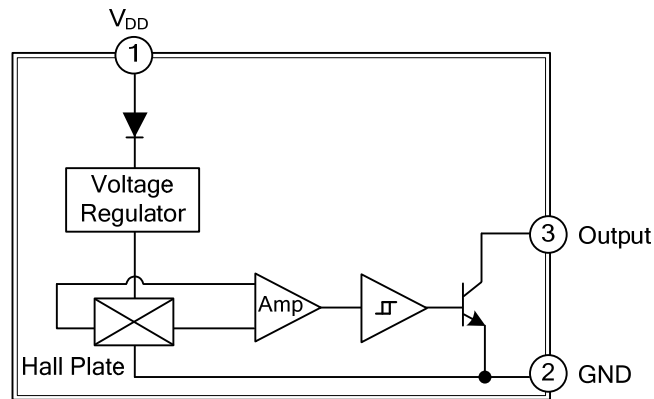 VDD
1
Voltage
Regulator
3 Output
Amp
Hall Plate
2 GND